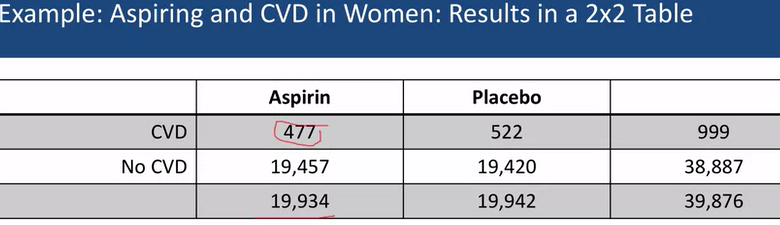 Example: Aspiring and CVD in Women: Results in a 2x2 Table
Aspirin Placebo
CVD 477 522 999
No CVD 19,457 19,420 38,887
19,934 19,942 39,876